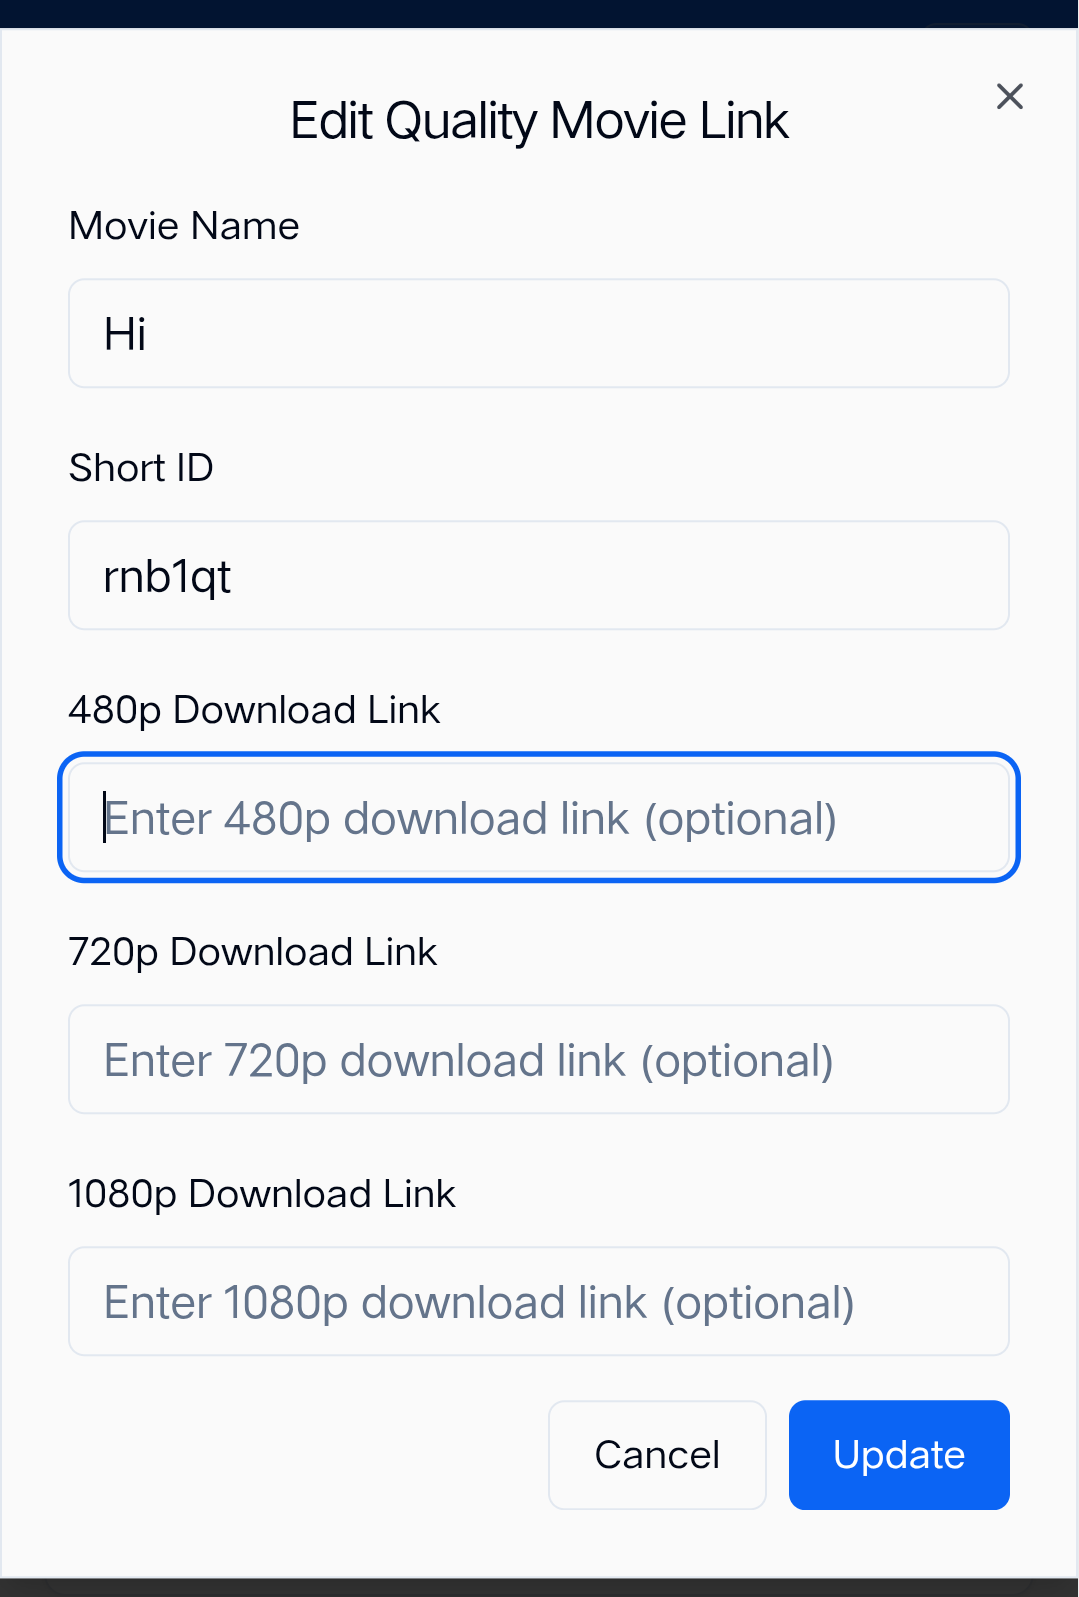 Edit Quality Movie Link
Movie Name
Hi
Short ID
rnb1qt
480p Download Link
Enter 480p download link (optional)
720p Download Link
Enter 720p download link (optional)
1080p Download Link
Enter 1080p download link (optional)
Cancel
Update